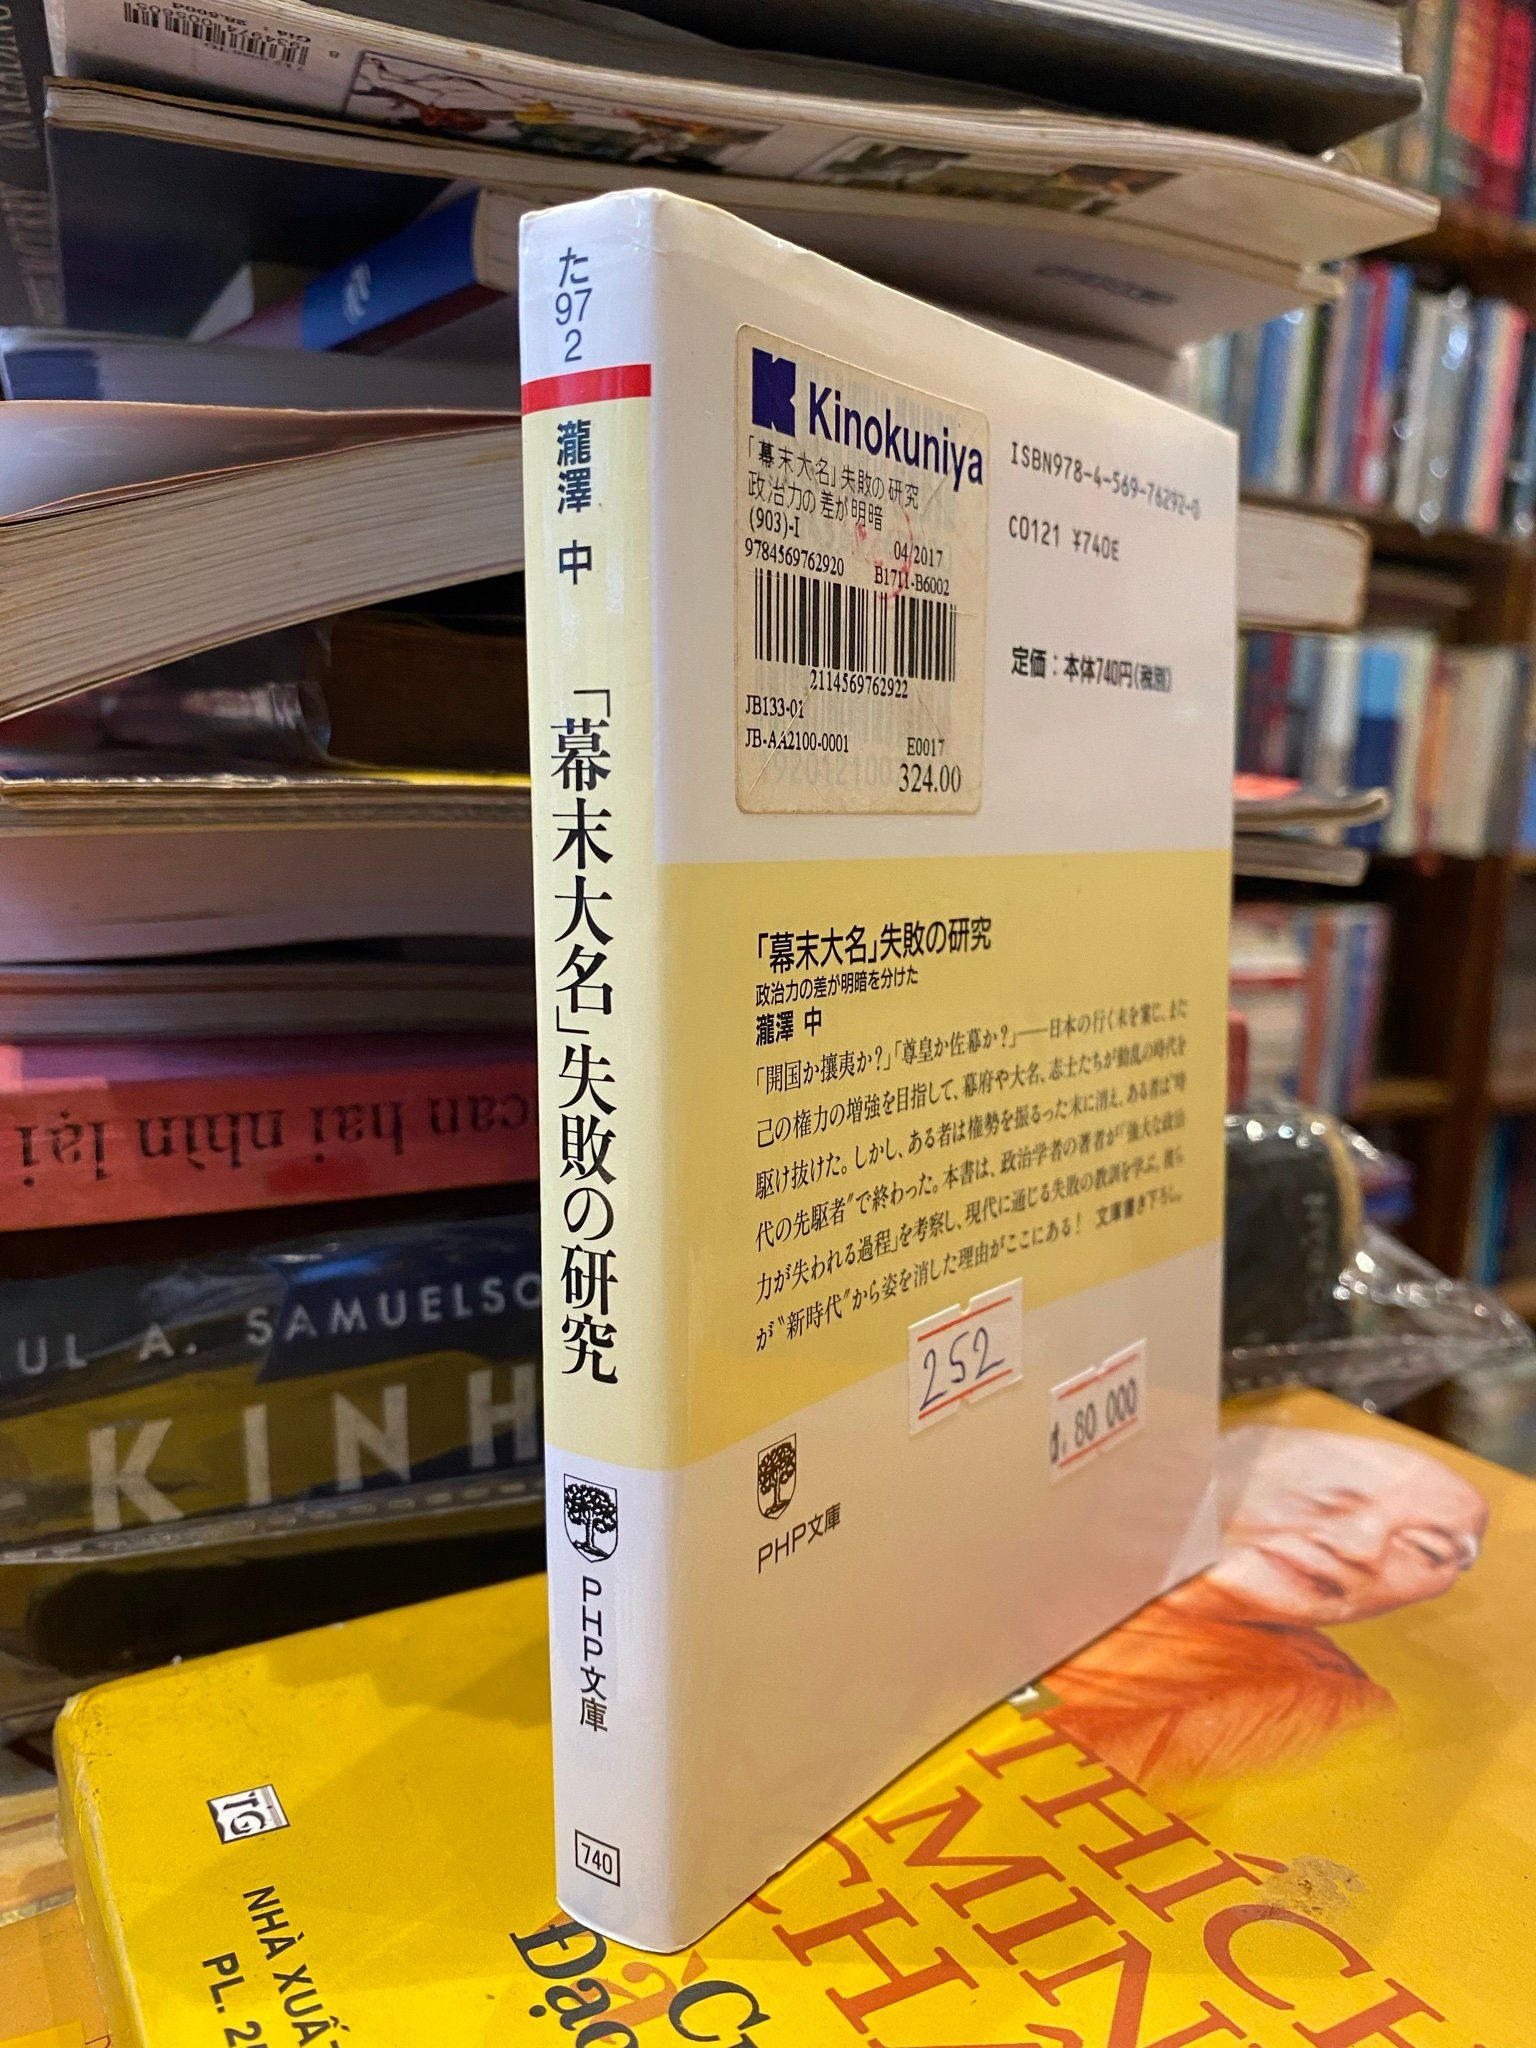 た
97
2
瀧澤 中
「幕末大名」失敗の研究
PHP文庫
740
Kinokuniya
「幕末大名」失敗の研究
政治力の差が明暗
(903)-I
04/2017
9784569762920
B1711-B6002
2114569762922
JB133-01
JB-AA2100-0001
E0017
324.00
ISBN978-4-569-76292-0
C0121 ¥740E
定価：本体740円(税別)
「幕末大名」失敗の研究
政治力の差が明暗を分けた
瀧澤 中
「開国か攘夷か？」「尊皇か佐幕か？」――日本の行く末を案じ、また
己の権力の増強を目指して、幕府や大名、志士たちが動乱の時代を
駆け抜けた。しかし、ある者は権勢を振るった末に消え、ある者は〝時
代の先駆者〟で終わった。本書は、政治学者の著者が「強大な政治
力が失われる過程」を考察し、現代に通じる失敗の教訓を学ぶ。彼ら
が〝新時代〟から姿を消した理由がここにある！ 文庫書き下ろし。
252
đ. 80 000
PHP文庫
can hai nhìn lại
UL A. SAMUELSO
KINH
TG
NHÀ XUẤT
PL. 2
THÍCH
MIN
CH
Đạo